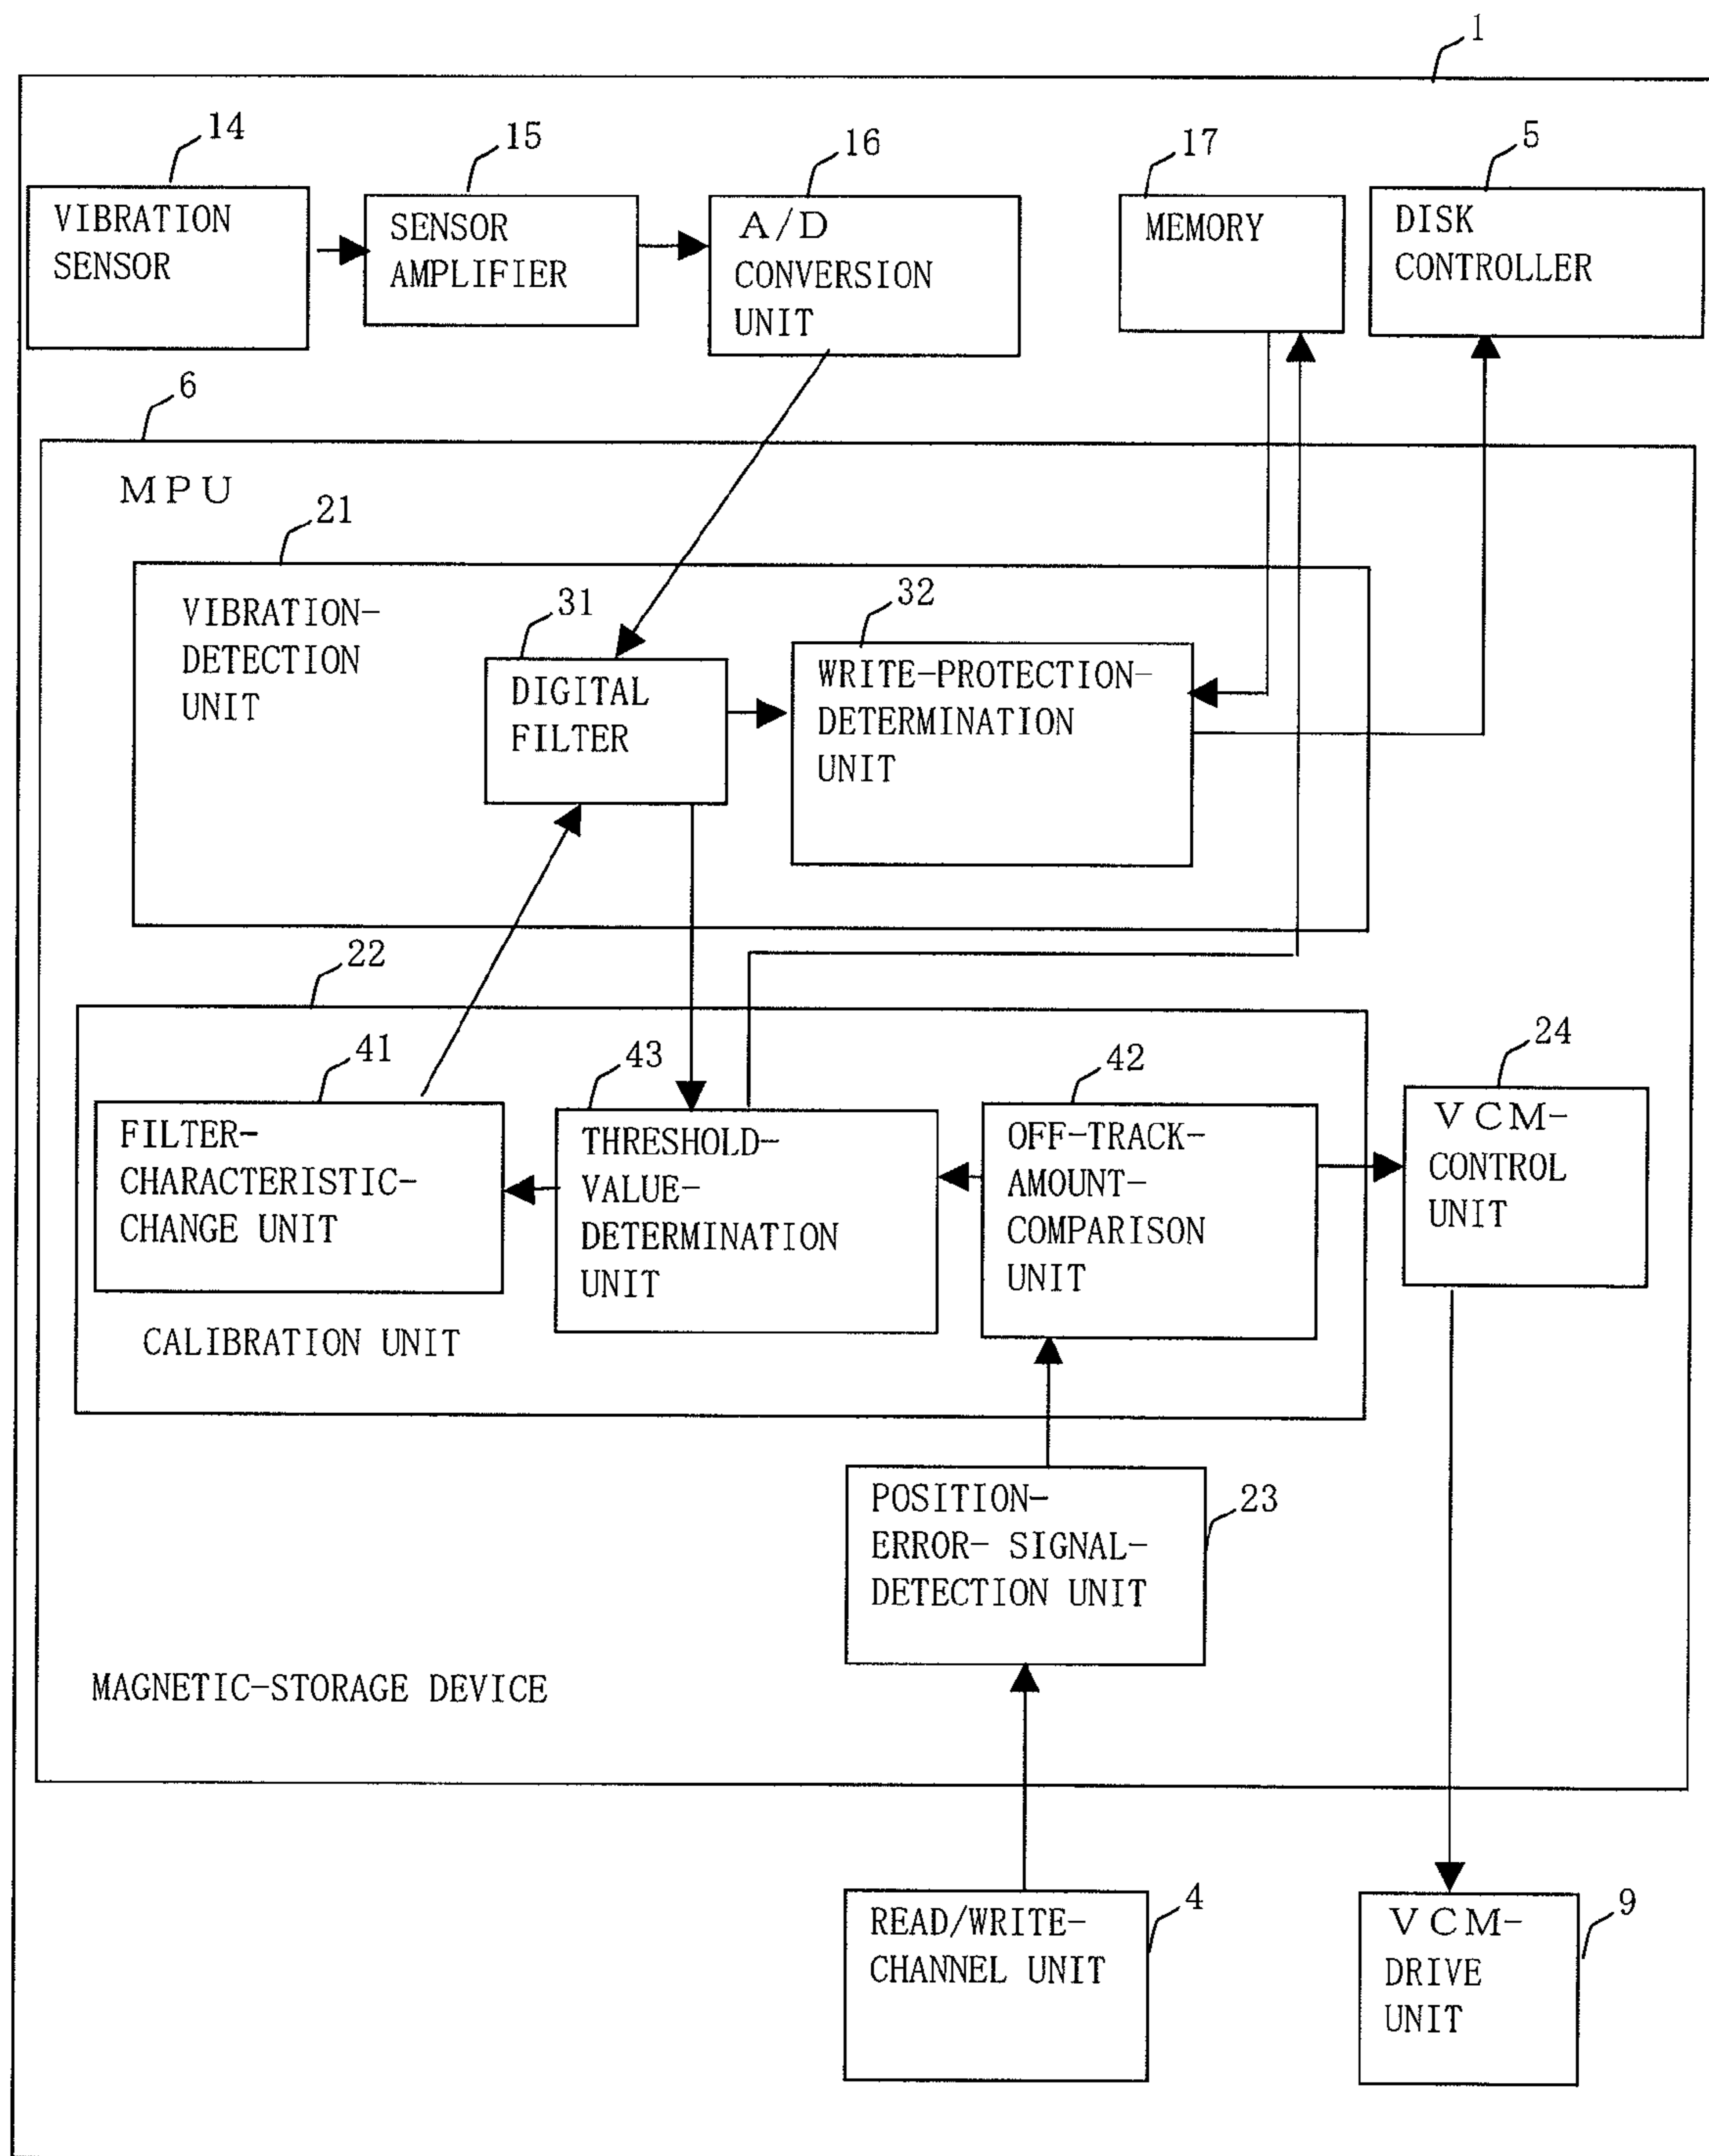 1
14
15
16
17
5
VIBRATION
SENSOR
SENSOR
AMPLIFIER
A/D
CONVERSION
UNIT
MEMORY
DISK
CONTROLLER
6
MPU
21
VIBRATION-
DETECTION
UNIT
31
DIGITAL
FILTER
32
WRITE-PROTECTION-
DETERMINATION
UNIT
22
41
FILTER-
CHARACTERISTIC-
CHANGE UNIT
43
THRESHOLD-
VALUE-
DETERMINATION
UNIT
42
OFF-TRACK-
AMOUNT-
COMPARISON
UNIT
24
VCM-
CONTROL
UNIT
CALIBRATION UNIT
POSITION-
ERROR- SIGNAL-
DETECTION UNIT
23
MAGNETIC-STORAGE DEVICE
READ/WRITE-
CHANNEL UNIT
4
VCM-
DRIVE
UNIT
9